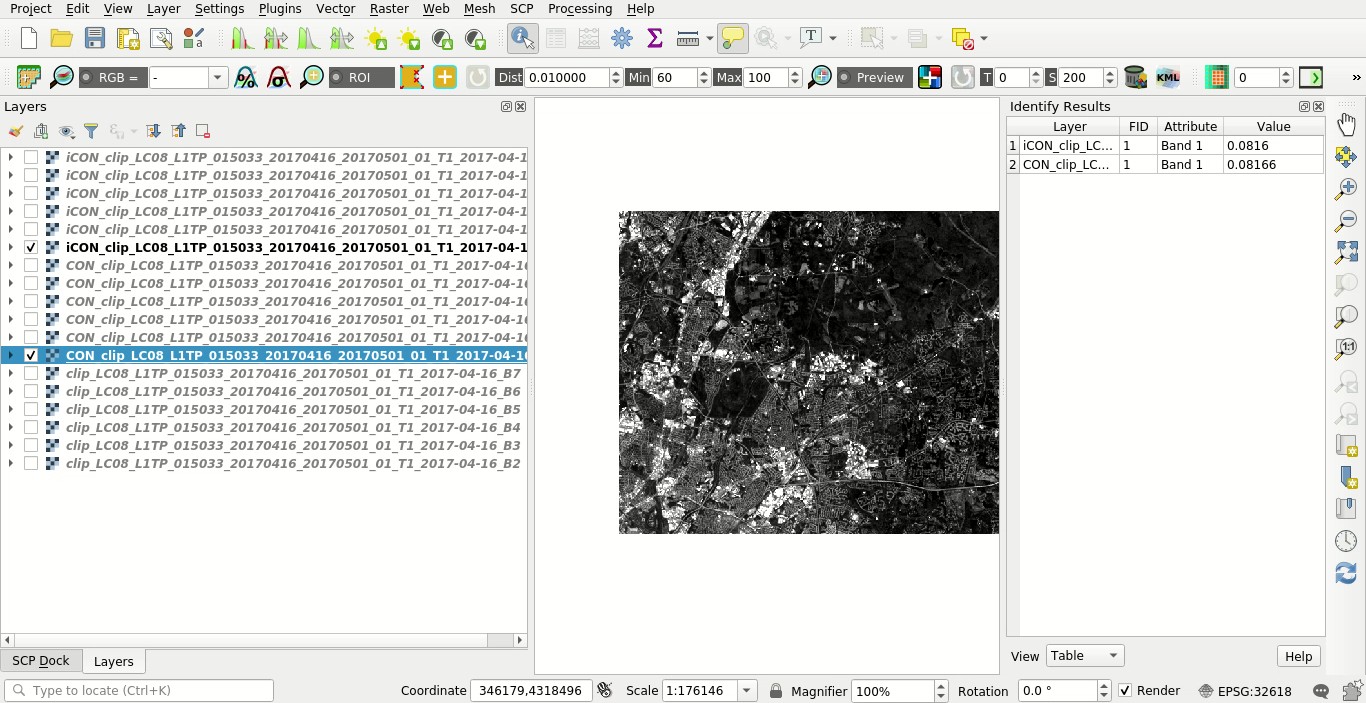 Project Edit View Layer Settings Plugins Vector Raster Web Mesh SCP Processing Help
RGB = - ROI Dist 0.010000 Min 60 Max 100 Preview T 0 S 200 KML 0 »
Layers
iCON_clip_LC08_L1TP_015033_20170416_20170501_01_T1_2017-04-1
iCON_clip_LC08_L1TP_015033_20170416_20170501_01_T1_2017-04-1
iCON_clip_LC08_L1TP_015033_20170416_20170501_01_T1_2017-04-1
iCON_clip_LC08_L1TP_015033_20170416_20170501_01_T1_2017-04-1
iCON_clip_LC08_L1TP_015033_20170416_20170501_01_T1_2017-04-1
iCON_clip_LC08_L1TP_015033_20170416_20170501_01_T1_2017-04-1
CON_clip_LC08_L1TP_015033_20170416_20170501_01_T1_2017-04-16
CON_clip_LC08_L1TP_015033_20170416_20170501_01_T1_2017-04-16
CON_clip_LC08_L1TP_015033_20170416_20170501_01_T1_2017-04-16
CON_clip_LC08_L1TP_015033_20170416_20170501_01_T1_2017-04-16
CON_clip_LC08_L1TP_015033_20170416_20170501_01_T1_2017-04-16
CON_clip_LC08_L1TP_015033_20170416_20170501_01_T1_2017-04-16
clip_LC08_L1TP_015033_20170416_20170501_01_T1_2017-04-16_B7
clip_LC08_L1TP_015033_20170416_20170501_01_T1_2017-04-16_B6
clip_LC08_L1TP_015033_20170416_20170501_01_T1_2017-04-16_B5
clip_LC08_L1TP_015033_20170416_20170501_01_T1_2017-04-16_B4
clip_LC08_L1TP_015033_20170416_20170501_01_T1_2017-04-16_B3
clip_LC08_L1TP_015033_20170416_20170501_01_T1_2017-04-16_B2
SCP Dock Layers
Identify Results
Layer FID Attribute Value
1 iCON_clip_LC... 1 Band 1 0.0816
2 CON_clip_LC... 1 Band 1 0.08166
1:1
View Table Help
Type to locate (Ctrl+K) Coordinate 346179,4318496 Scale 1:176146 Magnifier 100% Rotation 0.0 ° Render EPSG:32618